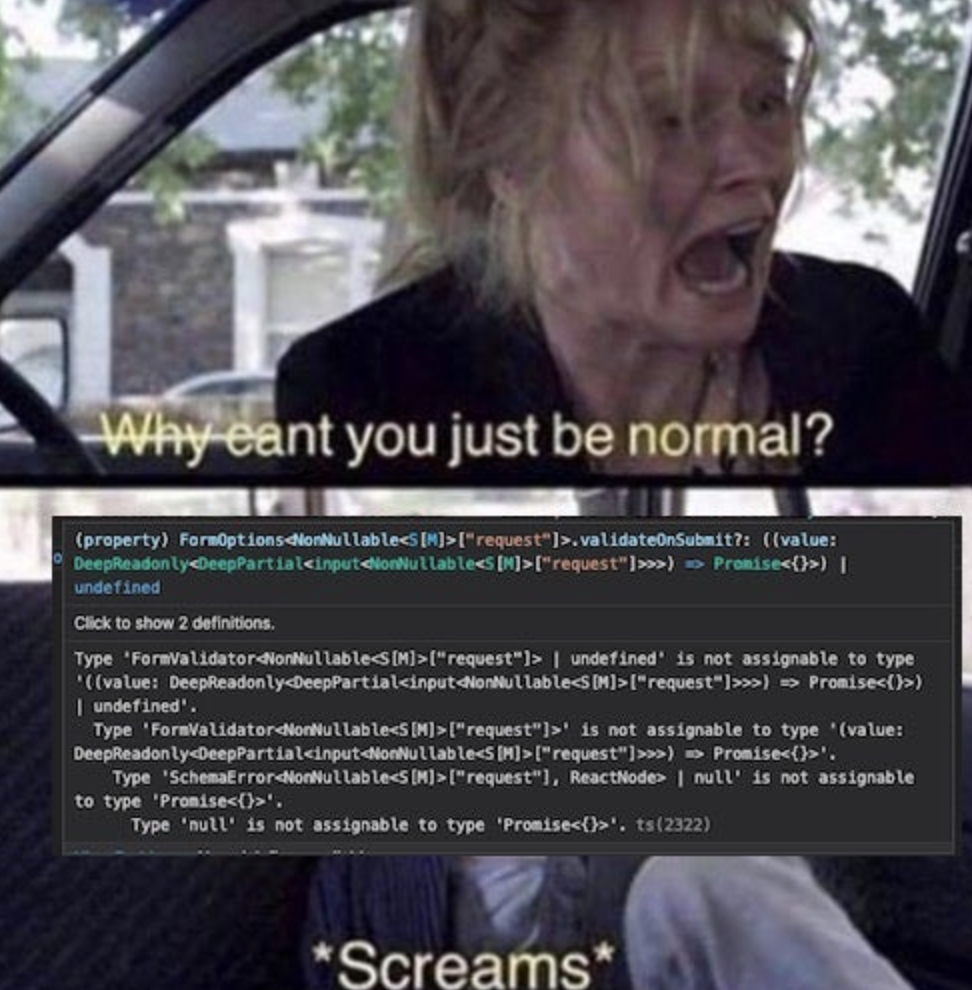 Why cant you just be normal?
(property) FormOptions<NonNullable<S[M]>["request"]>.validateOnSubmit?: ((value:
DeepReadonly<DeepPartial<input<NonNullable<S[M]>["request"]>>>) => Promise<{}>) |
undefined
Click to show 2 definitions.
Type 'FormValidator<NonNullable<S[M]>["request"]> | undefined' is not assignable to type
'((value: DeepReadonly<DeepPartial<input<NonNullable<S[M]>["request"]>>>) => Promise<{}>)
| undefined'.
Type 'FormValidator<NonNullable<S[M]>["request"]>' is not assignable to type '(value:
DeepReadonly<DeepPartial<input<NonNullable<S[M]>["request"]>>>) => Promise<{}>'.
Type 'SchemaError<NonNullable<S[M]>["request"], ReactNode> | null' is not assignable
to type 'Promise<{}>'.
Type 'null' is not assignable to type 'Promise<{}>'. ts(2322)
*Screams*